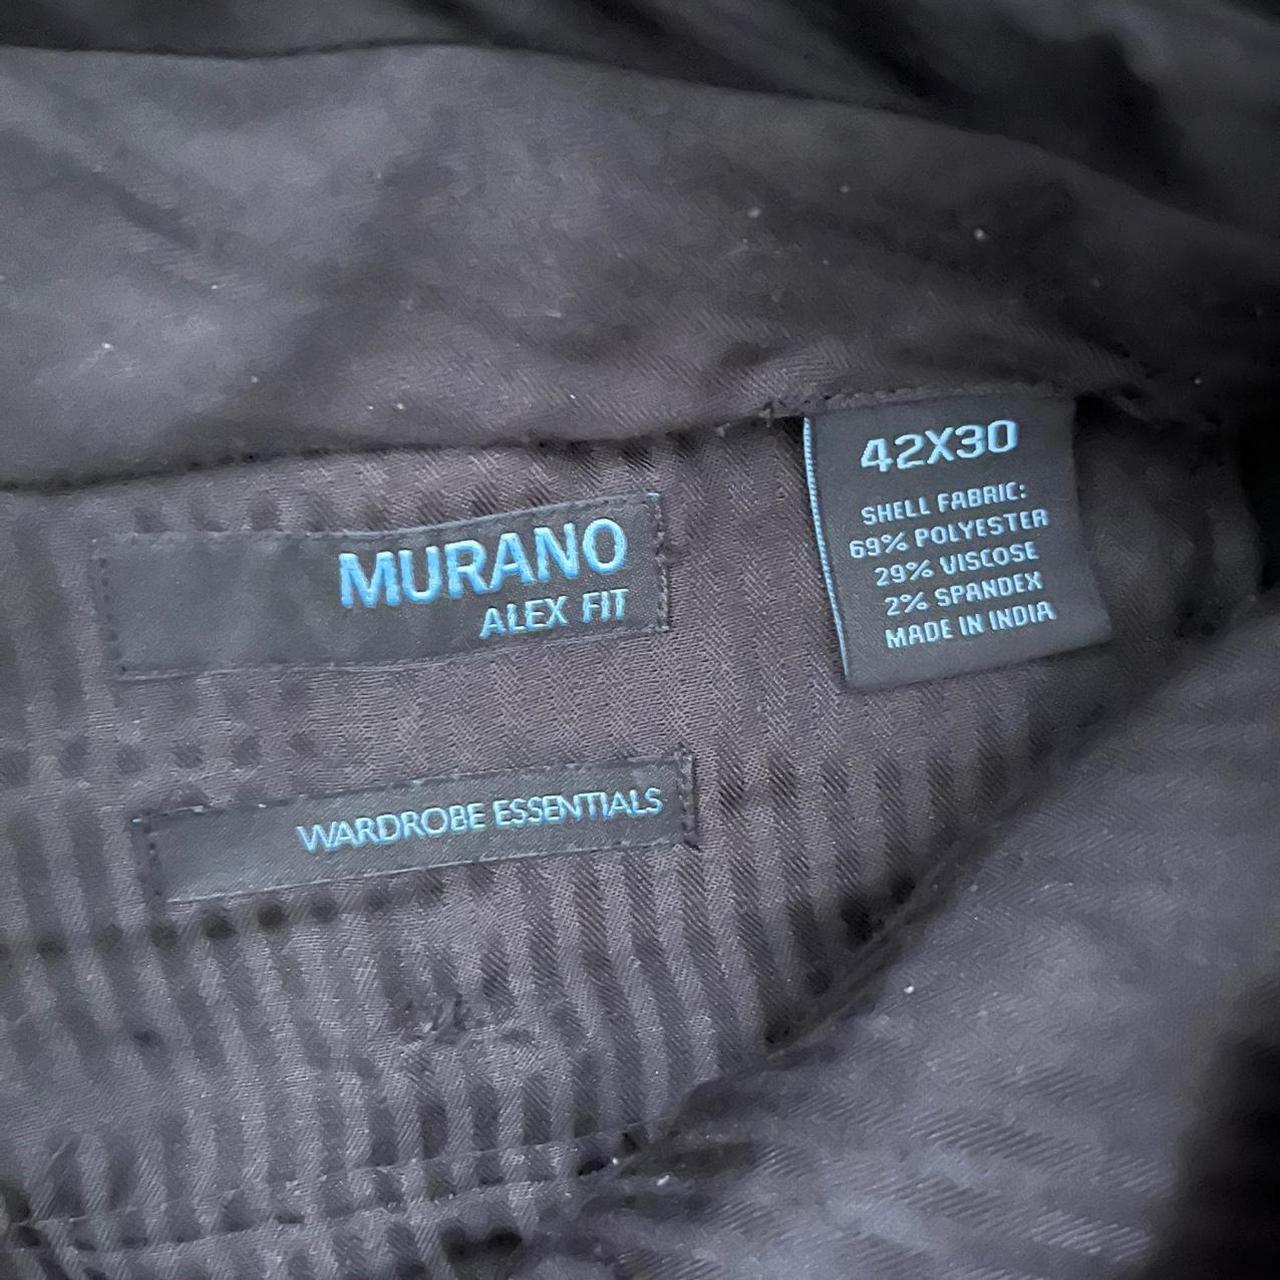 MURANO
ALEX FIT
WARDROBE ESSENTIALS
42X30
SHELL FABRIC:
69% POLYESTER
29% VISCOSE
2% SPANDEX
MADE IN INDIA